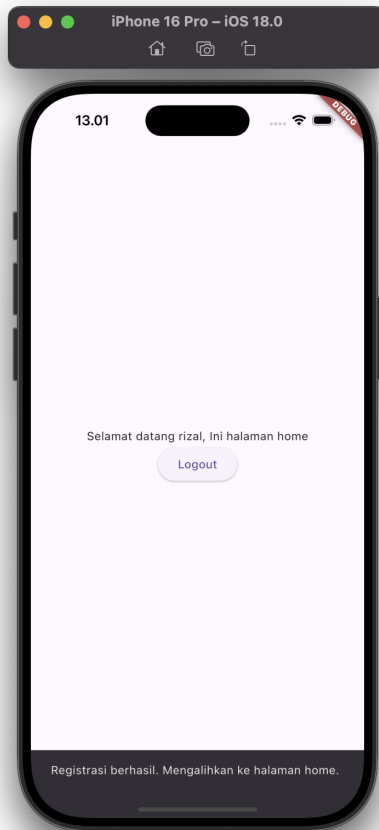 iPhone 16 Pro – iOS 18.0
13.01
DEBUG
Selamat datang rizal, Ini halaman home
Logout
Registrasi berhasil. Mengalihkan ke halaman home.